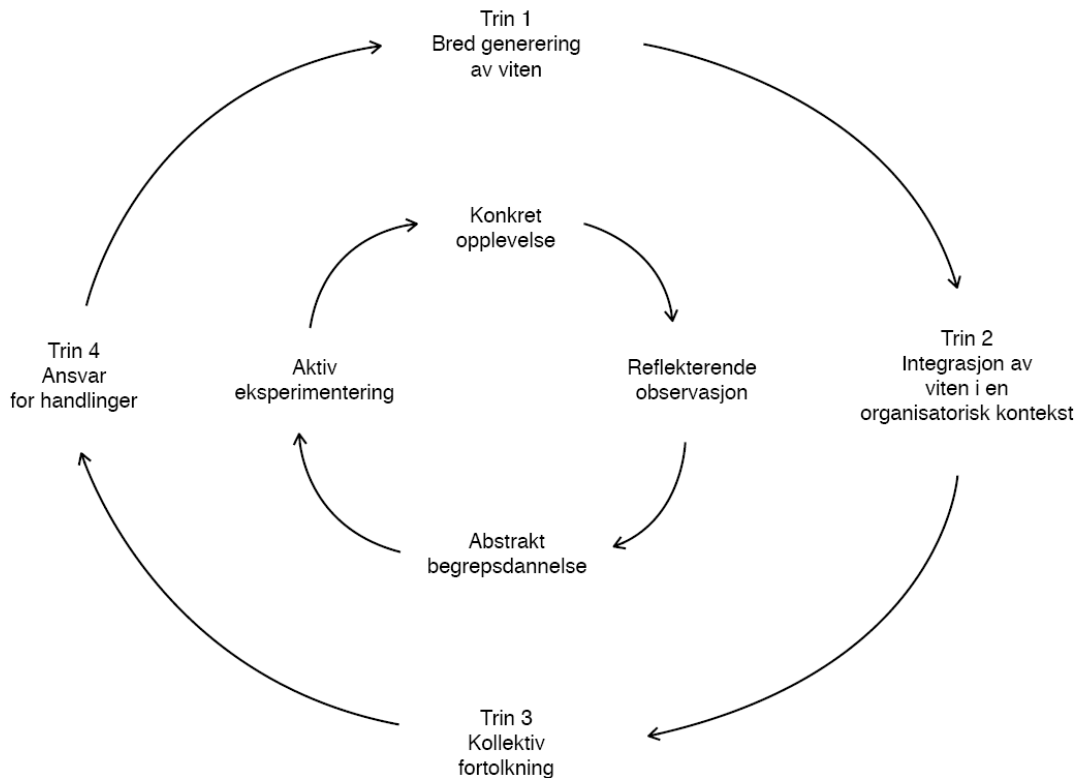 Trin 1
Bred generering
av viten
Konkret
opplevelse
Trin 2
Integrasjon av
viten i en
organisatorisk kontekst
Trin 4
Ansvar
for handlinger
Aktiv
eksperimentering
Reflekterende
observasjon
Abstrakt
begrepsdannelse
Trin 3
Kollektiv
fortolkning